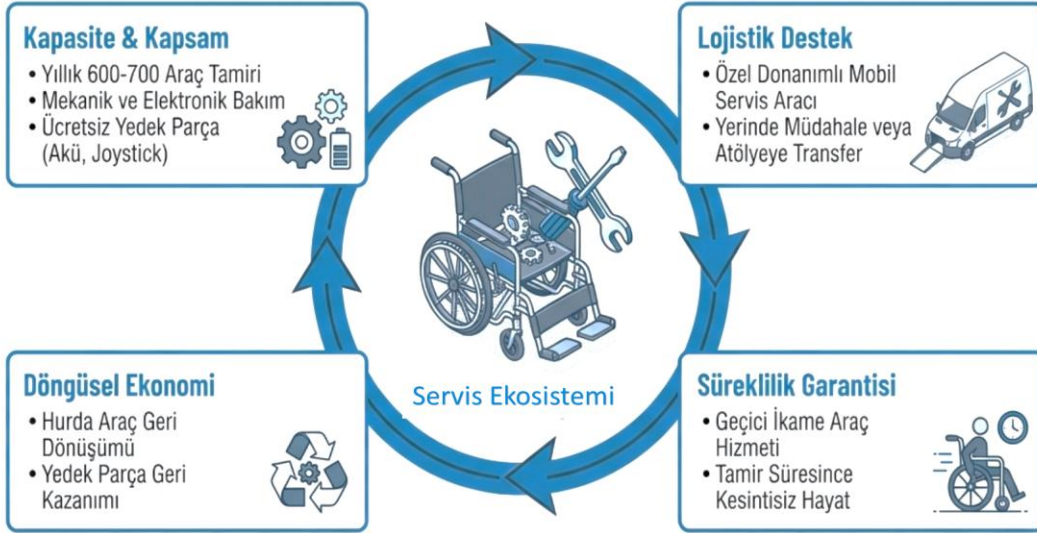 Kapasite & Kapsam
• Yıllık 600-700 Araç Tamiri
• Mekanik ve Elektronik Bakım
• Ücretsiz Yedek Parça
(Akü, Joystick)
Lojistik Destek
• Özel Donanımlı Mobil
Servis Aracı
• Yerinde Müdahale veya
Atölyeye Transfer
Servis Ekosistemi
Döngüsel Ekonomi
• Hurda Araç Geri
Dönüşümü
• Yedek Parça Geri
Kazanımı
Süreklilik Garantisi
• Geçici İkame Araç
Hizmeti
• Tamir Süresince
Kesintisiz Hayat